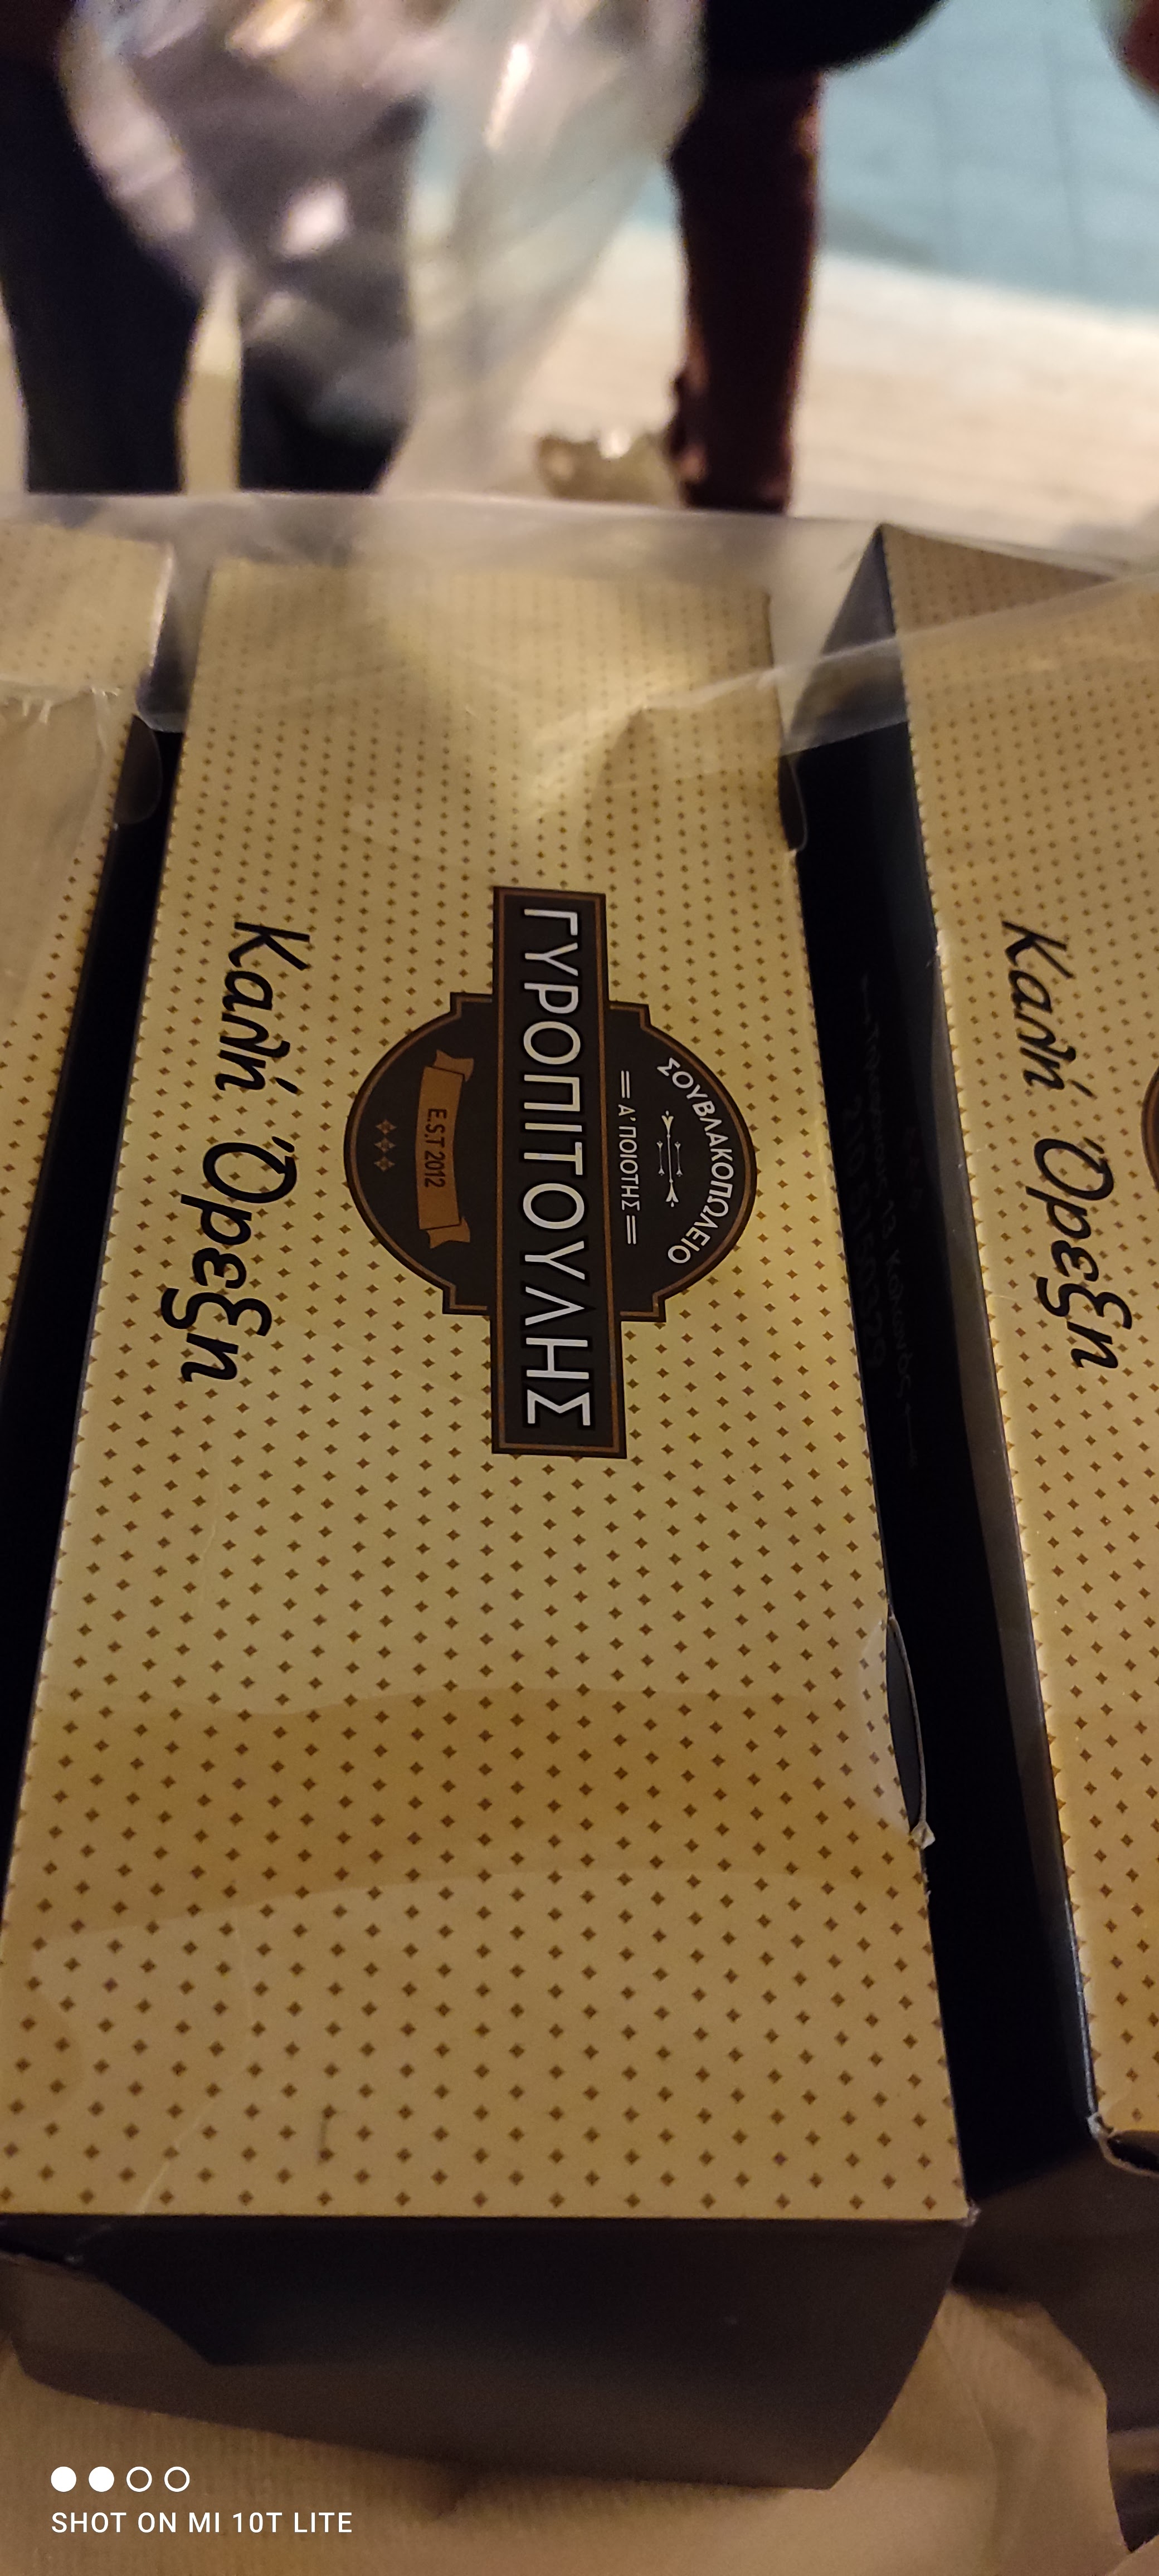 ΣΟΥΒΛΑΚΟΠΩΛΕΙΟ
Α' ΠΟΙΟΤΗΣ
ΓΥΡΟΠΙΤΟΥΛΗΣ
E.S.T 2012
Καλή Όρεξη
Καλή Όρεξη
SHOT ON MI 10T LITE